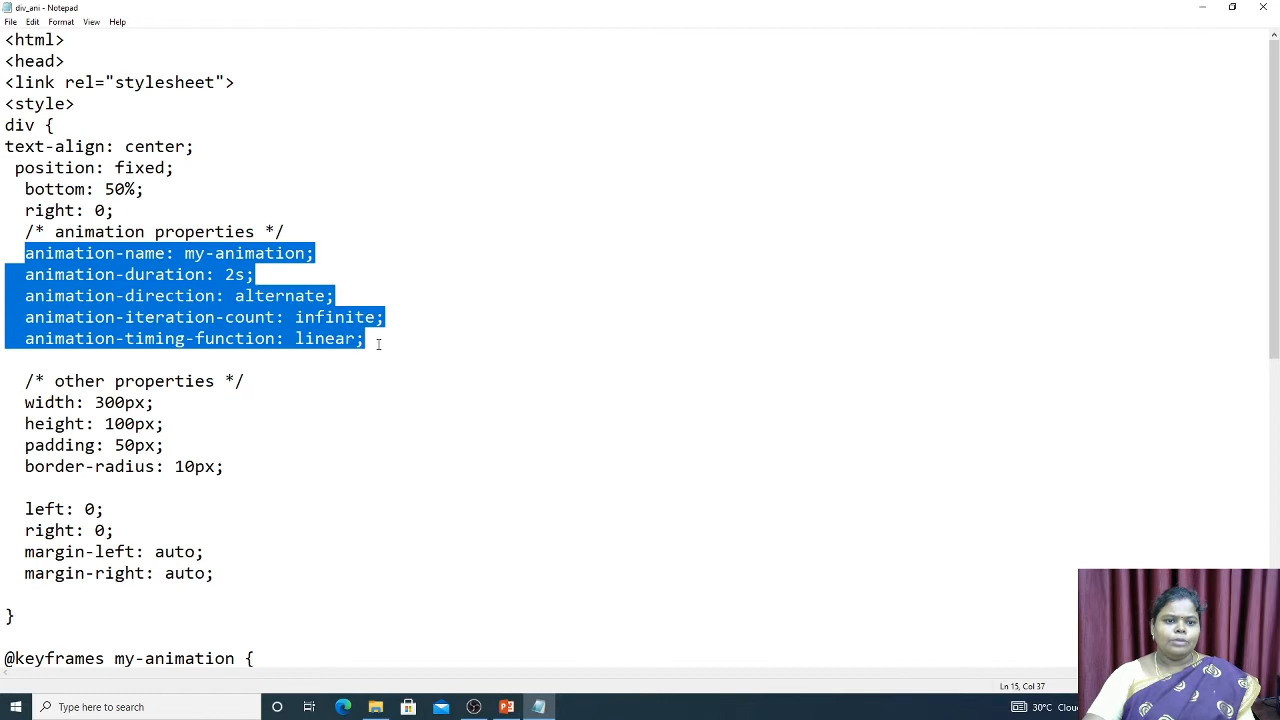 div_ani - Notepad
File Edit Format View Help
<html>
<head>
<link rel="stylesheet">
<style>
div {
text-align: center;
position: fixed;
bottom: 50%;
right: 0;
/* animation properties */
animation-name: my-animation;
animation-duration: 2s;
animation-direction: alternate;
animation-iteration-count: infinite;
animation-timing-function: linear;
/* other properties */
width: 300px;
height: 100px;
padding: 50px;
border-radius: 10px;
left: 0;
right: 0;
margin-left: auto;
margin-right: auto;
}
@keyframes my-animation {
Ln 15, Col 37
Type here to search
30°C